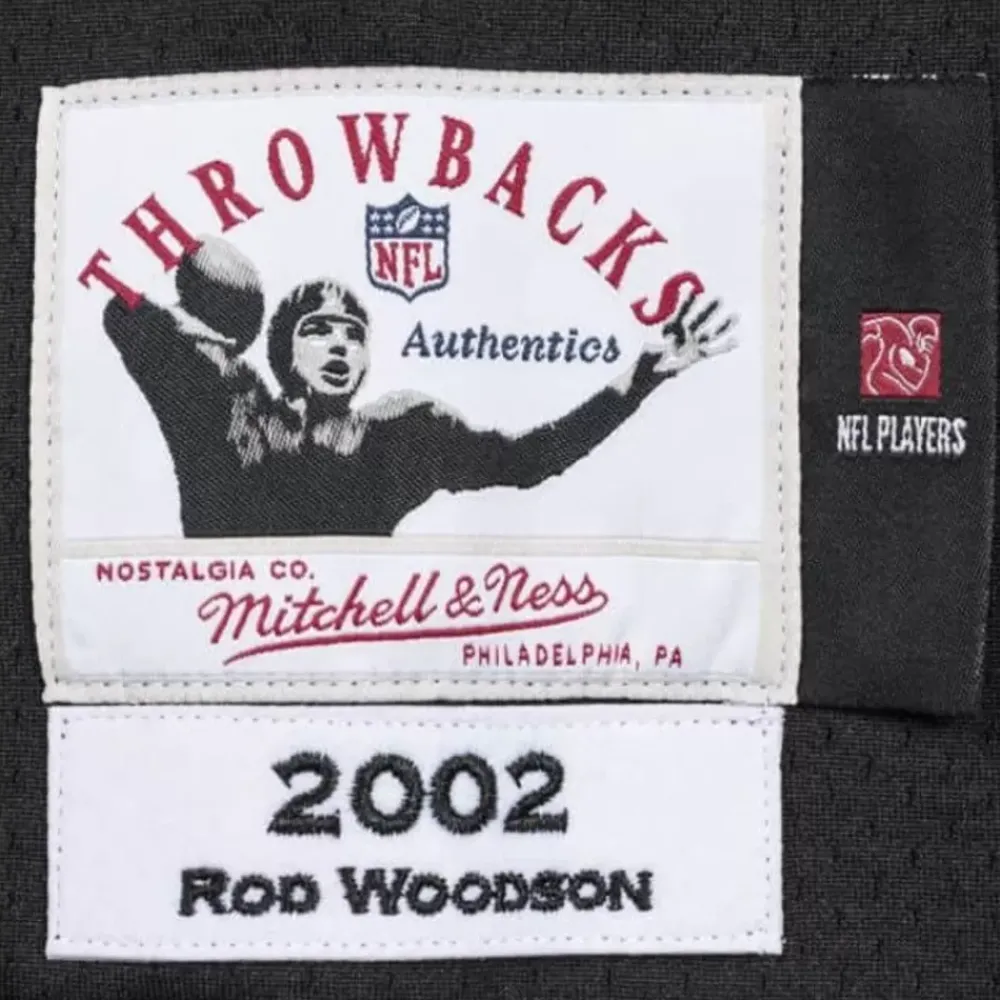 THROWBACKS
NFL
Authentics
NFL PLAYERS
NOSTALGIA CO.
Mitchell & Ness
PHILADELPHIA, PA
2002
ROD WOODSON